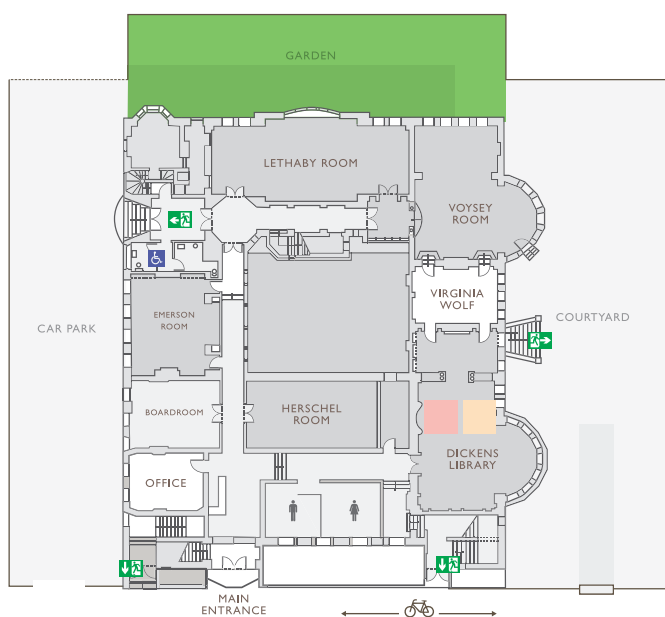 GARDEN
LETHABY ROOM
VOYSEY
ROOM
VIRGINIA
WOLF
EMERSON
ROOM
CAR PARK
COURTYARD
BOARDROOM
HERSCHEL
ROOM
DICKENS
LIBRARY
OFFICE
MAIN
ENTRANCE